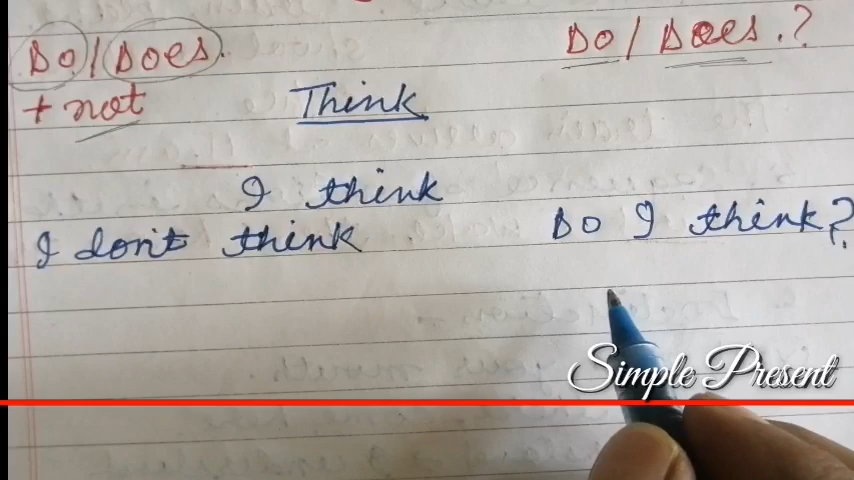 Do/Does. Do/Does.?
+ not Think
I think
I don't think Do I think?
Simple Present